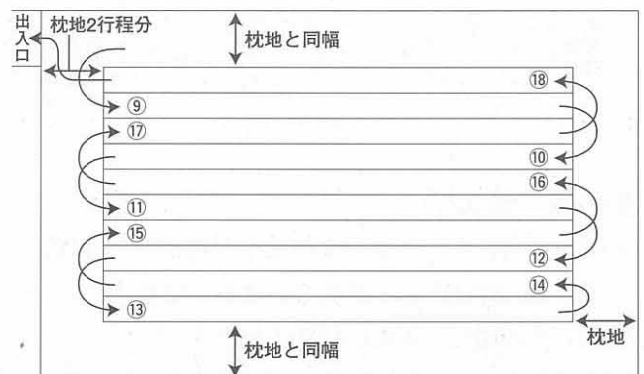 出入口
枕地2行程分
枕地と同幅
⑱
⑨
⑰
⑩
⑯
⑪
⑮
⑫
⑭
⑬
枕地と同幅
枕地